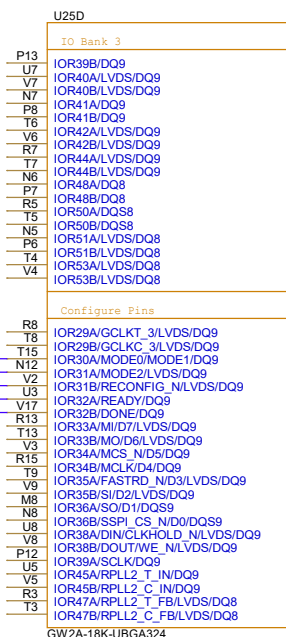 U25D
IO Bank 3
P13 IOR39B/DQ9
U7 IOR40A/LVDS/DQ9
V7 IOR40B/LVDS/DQ9
N7 IOR41A/DQ9
P8 IOR41B/DQ9
T6 IOR42A/LVDS/DQ9
V6 IOR42B/LVDS/DQ9
R7 IOR44A/LVDS/DQ9
T7 IOR44B/LVDS/DQ9
N6 IOR48A/DQ8
P7 IOR48B/DQ8
R5 IOR50A/DQS8
T5 IOR50B/DQS8
N5 IOR51A/LVDS/DQ8
P6 IOR51B/LVDS/DQ8
T4 IOR53A/LVDS/DQ8
V4 IOR53B/LVDS/DQ8
Configure Pins
R8 IOR29A/GCLKT_3/LVDS/DQ9
T8 IOR29B/GCLKC_3/LVDS/DQ9
T15 IOR30A/MODE0/MODE1/DQ9
N12 IOR31A/MODE2/LVDS/DQ9
V2 IOR31B/RECONFIG_N/LVDS/DQ9
U3 IOR32A/READY/DQ9
V17 IOR32B/DONE/DQ9
R13 IOR33A/MI/D7/LVDS/DQ9
T13 IOR33B/MO/D6/LVDS/DQ9
V3 IOR34A/MCS_N/D5/DQ9
R15 IOR34B/MCLK/D4/DQ9
T9 IOR35A/FASTRD_N/D3/LVDS/DQ9
V9 IOR35B/SI/D2/LVDS/DQ9
M8 IOR36A/SO/D1/DQS9
N8 IOR36B/SSPI_CS_N/D0/DQS9
U8 IOR38A/DIN/CLKHOLD_N/LVDS/DQ9
V8 IOR38B/DOUT/WE_N/LVDS/DQ9
P12 IOR39A/SCLK/DQ9
U5 IOR45A/RPLL2_T_IN/DQ9
V5 IOR45B/RPLL2_C_IN/DQ9
R3 IOR47A/RPLL2_T_FB/LVDS/DQ8
T3 IOR47B/RPLL2_C_FB/LVDS/DQ8
GW2A-18K-UBGA324